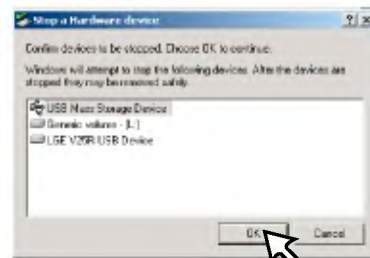 Stop a Hardware device
Confirm devices to be stopped. Choose OK to continue.
Windows will attempt to stop the following devices. After the devices are
stopped they may be removed safely.
USB Mass Storage Device
Generic volume - (L:)
LGE V25R USB Device
OK
Cancel